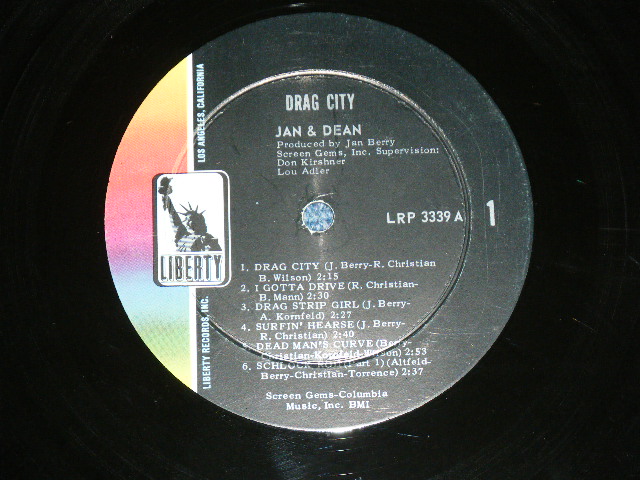 DRAG CITY
JAN & DEAN
Produced by Jan Berry
Screen Gems, Inc. Supervision:
Don Kirshner
Lou Adler
LRP 3339 A
1
LOS ANGELES, CALIFORNIA
LIBERTY
LIBERTY RECORDS, INC.
1. DRAG CITY (J. Berry-R. Christian
B. Wilson) 2:15
2. I GOTTA DRIVE (R. Christian-
B. Mann) 2:30
3. DRAG STRIP GIRL (J. Berry-
A. Kornfeld) 2:27
4. SURFIN' HEARSE (J. Berry-
R. Christian) 2:40
5. DEAD MAN'S CURVE (Berry-
Christian-Kornfeld-Wilson) 2:53
6. SCHLOCK ROD (Part 1) (Altfeld-
Berry-Christian-Torrence) 2:37
Screen Gems-Columbia
Music, Inc. BMI